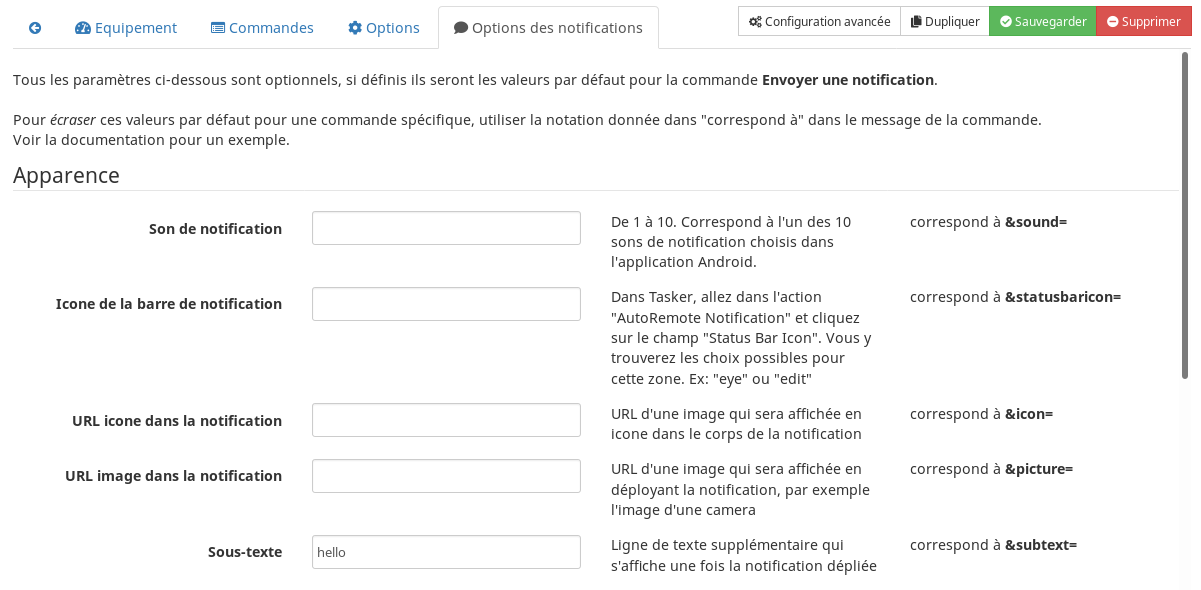 Equipement Commandes Options Options des notifications Configuration avancée Dupliquer Sauvegarder Supprimer
Tous les paramètres ci-dessous sont optionnels, si définis ils seront les valeurs par défaut pour la commande Envoyer une notification.
Pour écraser ces valeurs par défaut pour une commande spécifique, utiliser la notation donnée dans "correspond à" dans le message de la commande.
Voir la documentation pour un exemple.
Apparence
Son de notification
De 1 à 10. Correspond à l'un des 10
sons de notification choisis dans
l'application Android.
correspond à &sound=
Icone de la barre de notification
Dans Tasker, allez dans l'action
"AutoRemote Notification" et cliquez
sur le champ "Status Bar Icon". Vous y
trouverez les choix possibles pour
cette zone. Ex: "eye" ou "edit"
correspond à &statusbaricon=
URL icone dans la notification
URL d'une image qui sera affichée en
icone dans le corps de la notification
correspond à &icon=
URL image dans la notification
URL d'une image qui sera affichée en
déployant la notification, par exemple
l'image d'une camera
correspond à &picture=
Sous-texte
hello
Ligne de texte supplémentaire qui
s'affiche une fois la notification dépliée
correspond à &subtext=